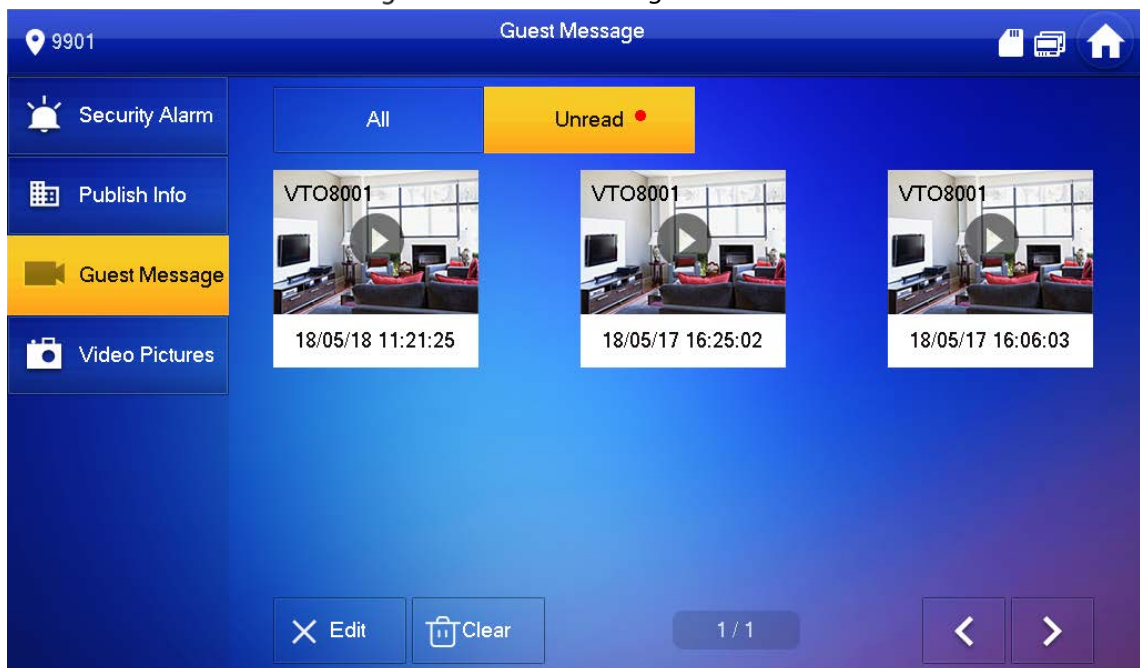 9901
Guest Message
Security Alarm
Publish Info
Guest Message
Video Pictures
All
Unread
VTO8001
VTO8001
VTO8001
18/05/18 11:21:25
18/05/17 16:25:02
18/05/17 16:06:03
Edit
Clear
1 / 1